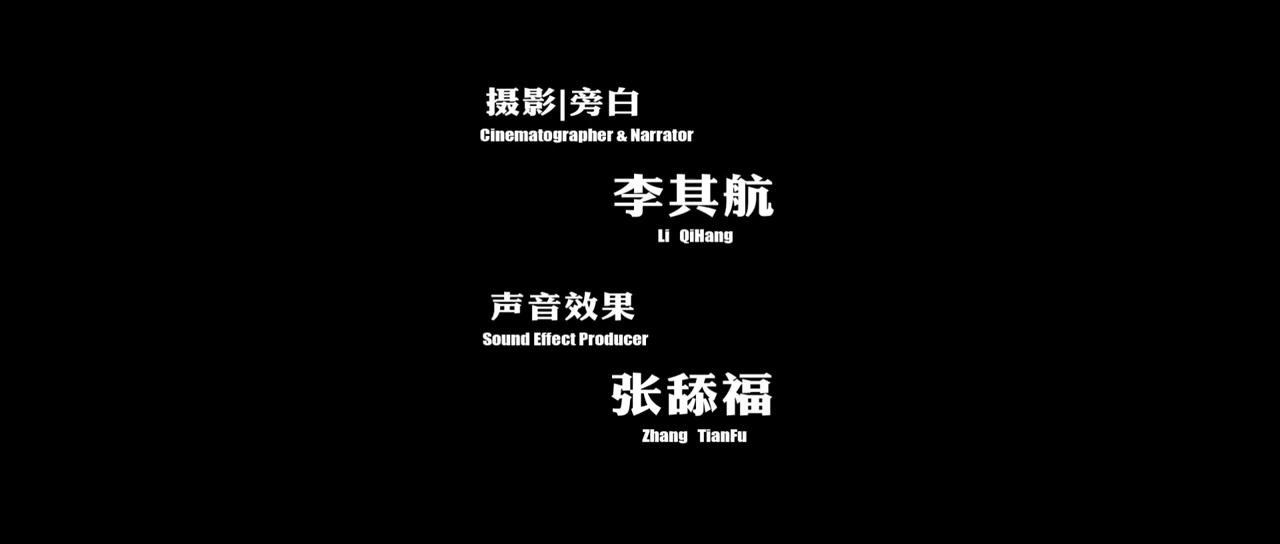 摄影|旁白
Cinematographer & Narrator
李其航
Li QiHang
声音效果
Sound Effect Producer
张舔福
Zhang TianFu